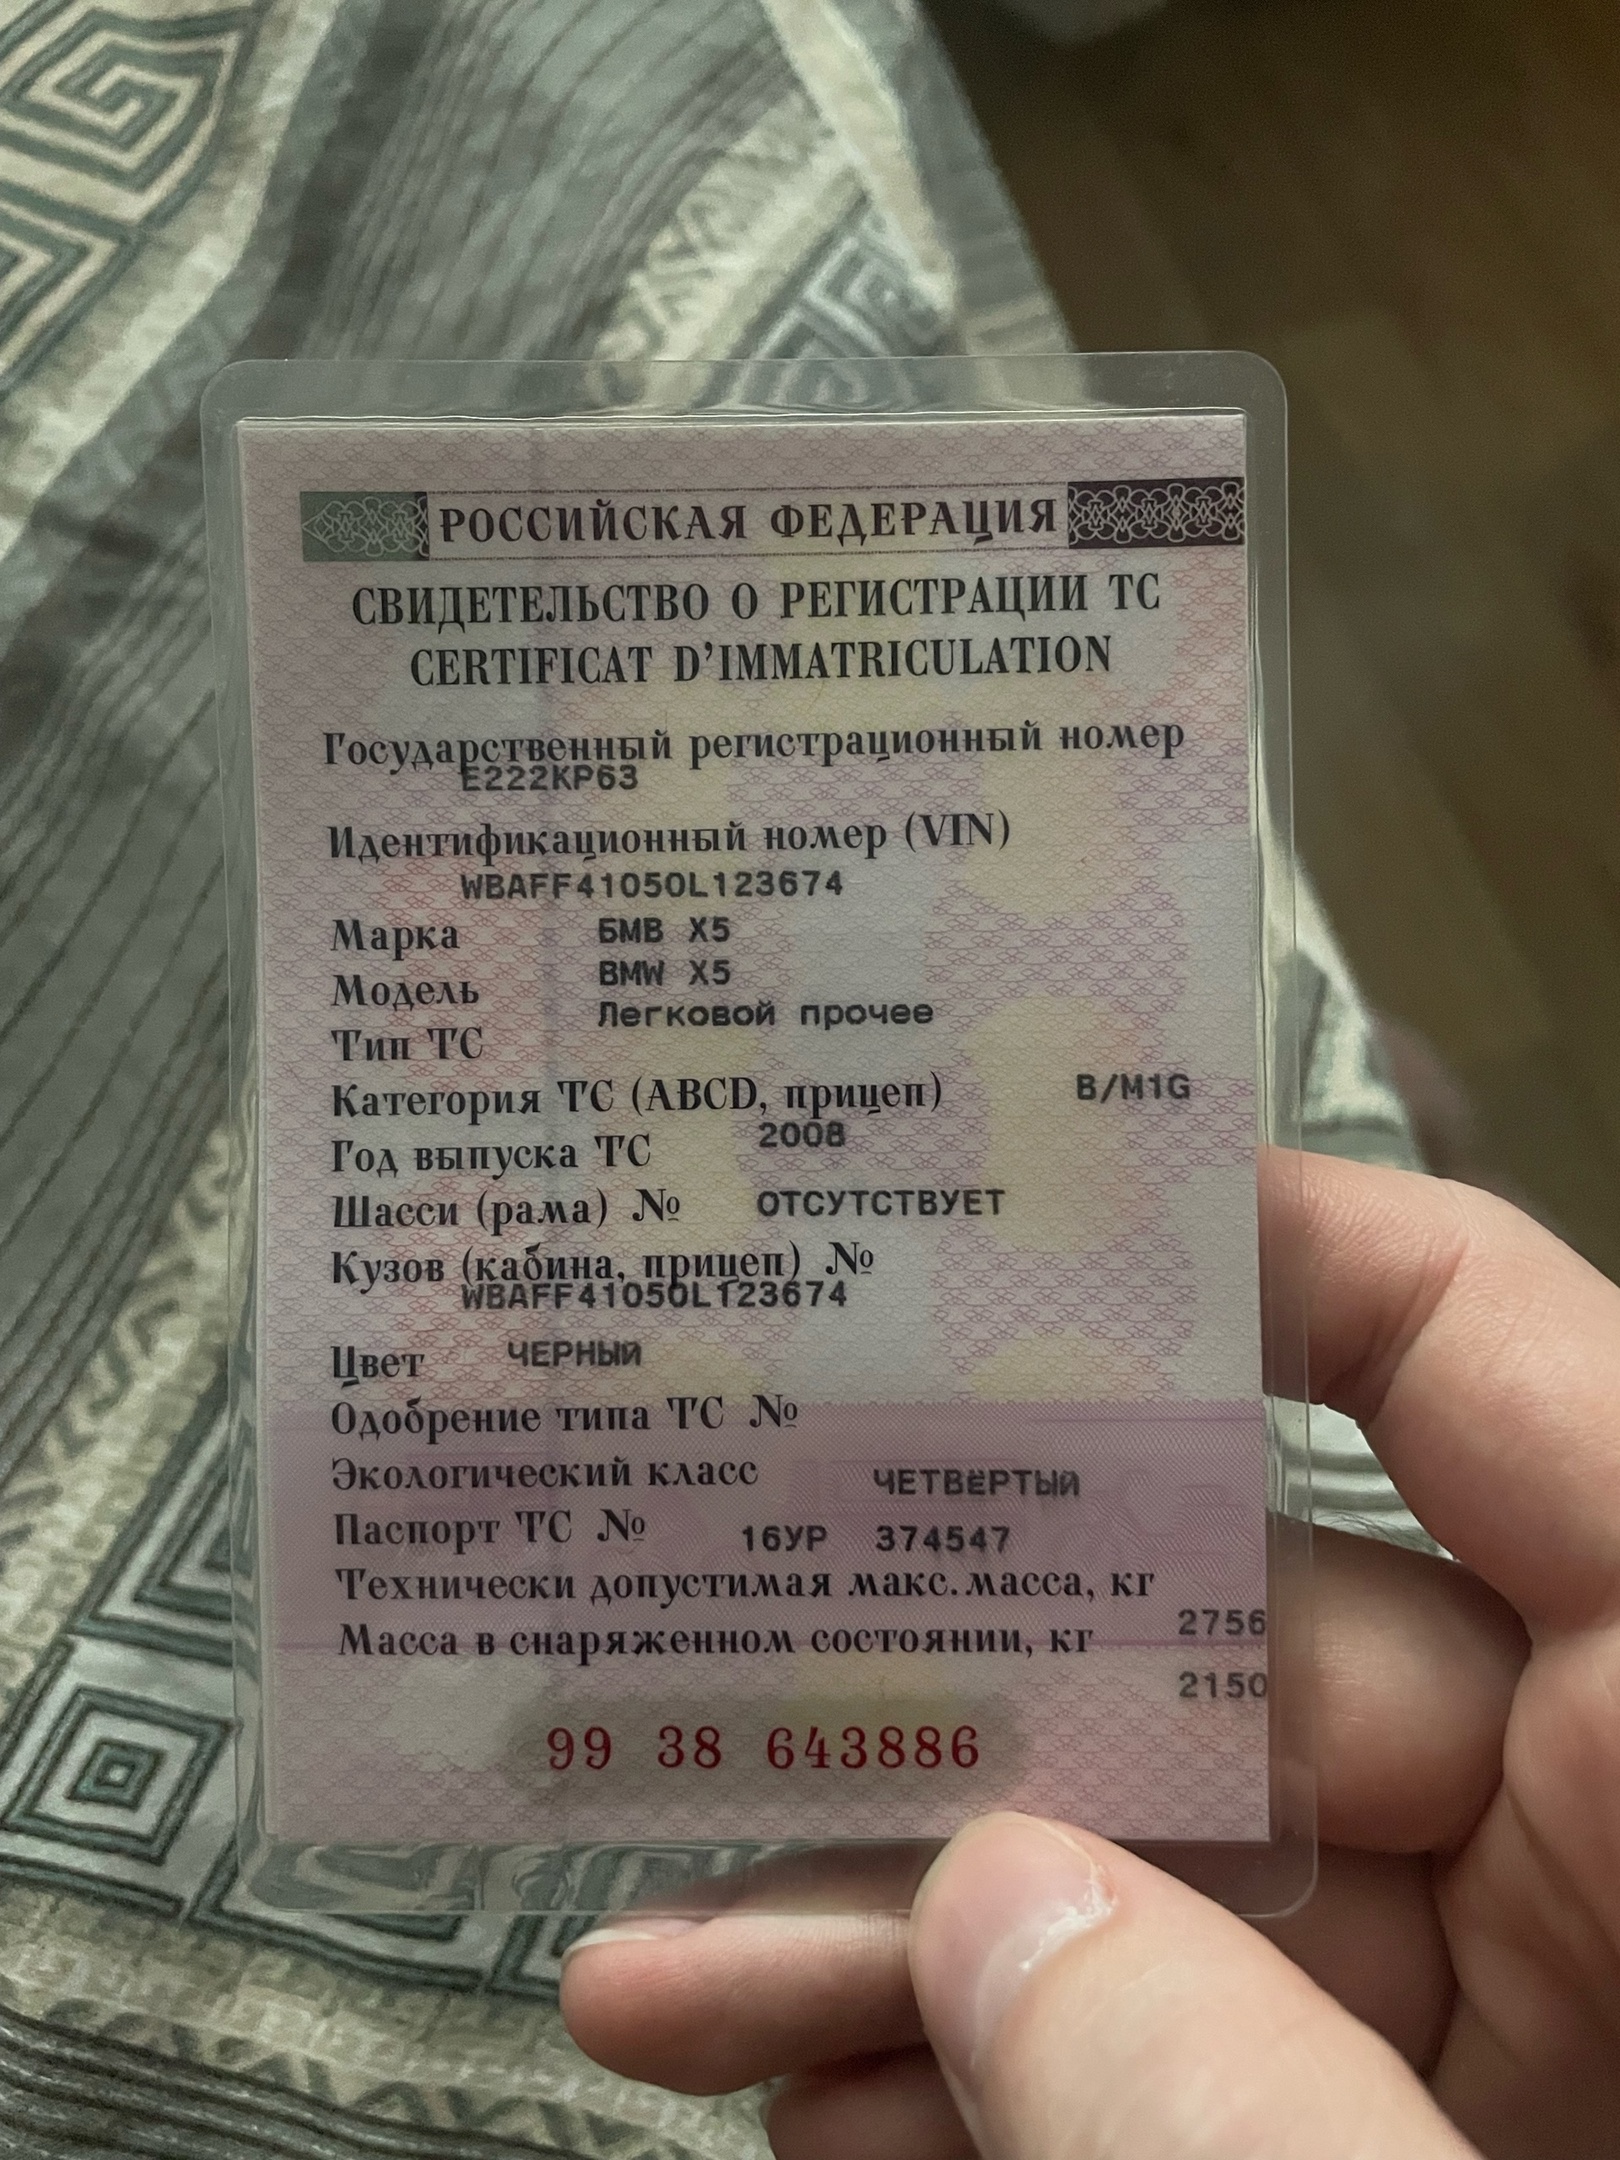 РОССИЙСКАЯ ФЕДЕРАЦИЯ
СВИДЕТЕЛЬСТВО О РЕГИСТРАЦИИ ТС
CERTIFICAT D'IMMATRICULATION
Государственный регистрационный номер
Е222КР63
Идентификационный номер (VIN)
WBAFF41050L123674
Марка БМВ Х5
Модель BMW X5
Тип ТС Легковой прочее
Категория ТС (ABCD, прицеп) B/M1G
Год выпуска ТС 2008
Шасси (рама) № ОТСУТСТВУЕТ
Кузов (кабина, прицеп) №
WBAFF41050L123674
Цвет ЧЕРНЫЙ
Одобрение типа ТС №
Экологический класс ЧЕТВЕРТЫЙ
Паспорт ТС № 16УР 374547
Технически допустимая макс. масса, кг
2756
Масса в снаряженном состоянии, кг
2150
99 38 643886